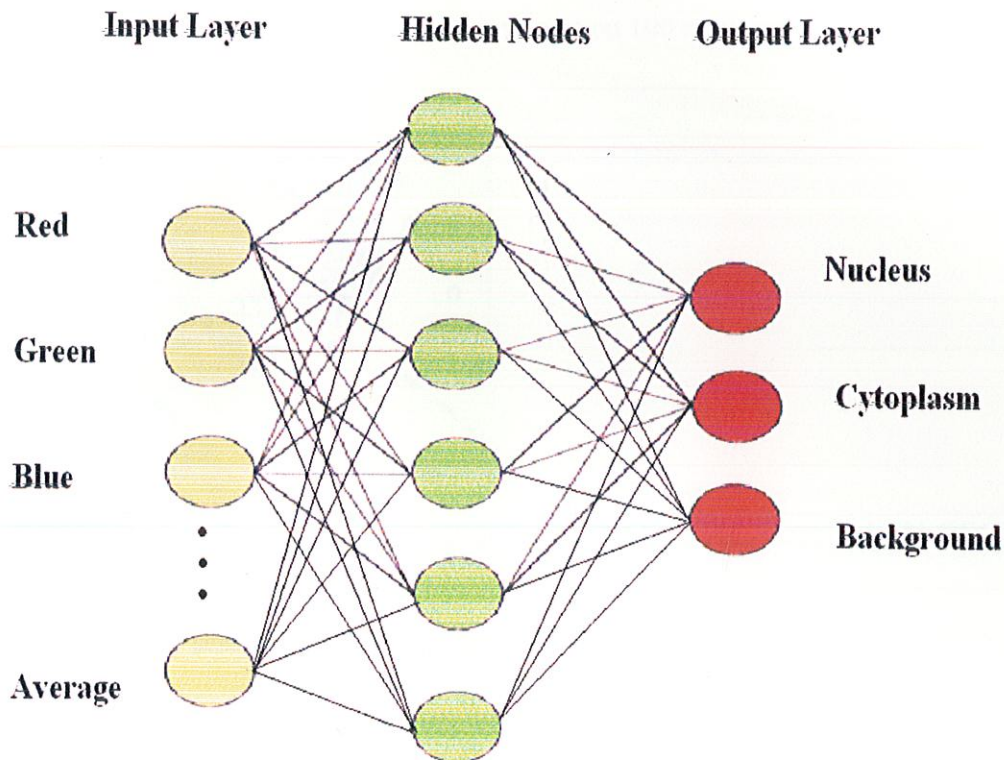 Input Layer
Hidden Nodes
Output Layer
Red
Green
Blue
Average
Nucleus
Cytoplasm
Background